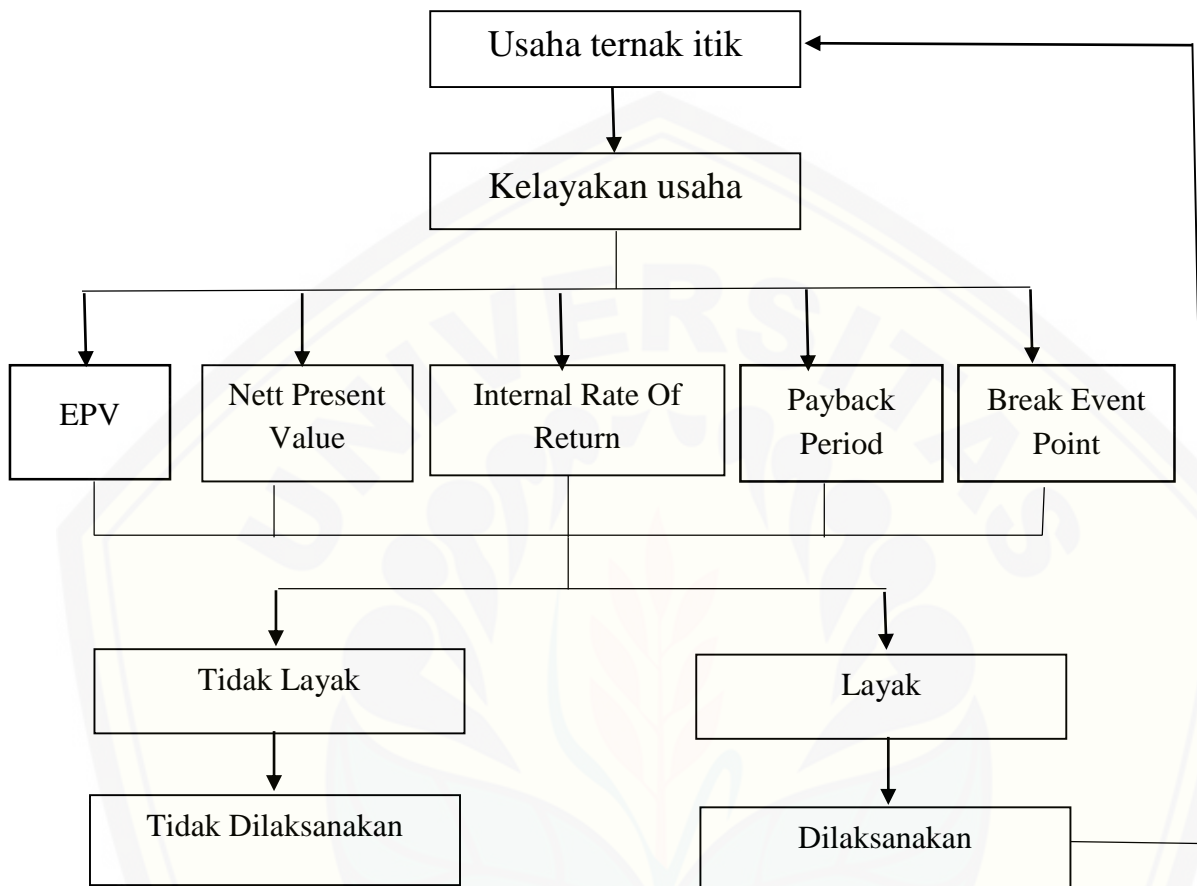 Usaha ternak itik
Kelayakan usaha
EPV
Nett Present
Value
Internal Rate Of
Return
Payback
Period
Break Event
Point
UNIVERSITAS
Tidak Layak
Layak
Tidak Dilaksanakan
Dilaksanakan